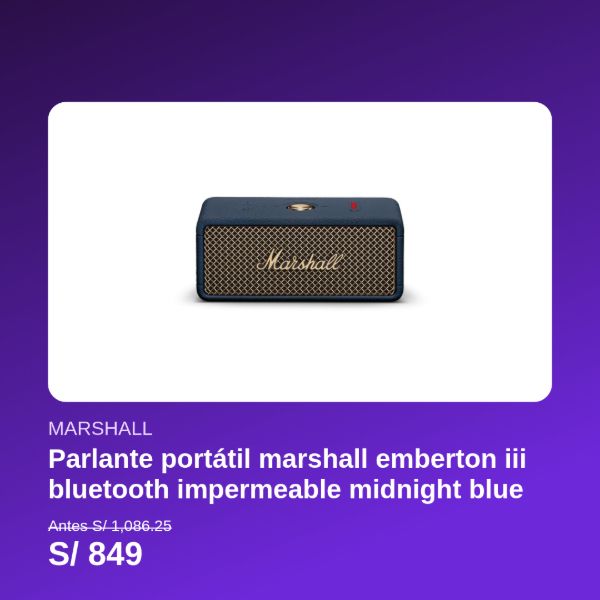 Marshall
MARSHALL
Parlante portátil marshall emberton iii
bluetooth impermeable midnight blue
Antes S/ 1,086.25
S/ 849